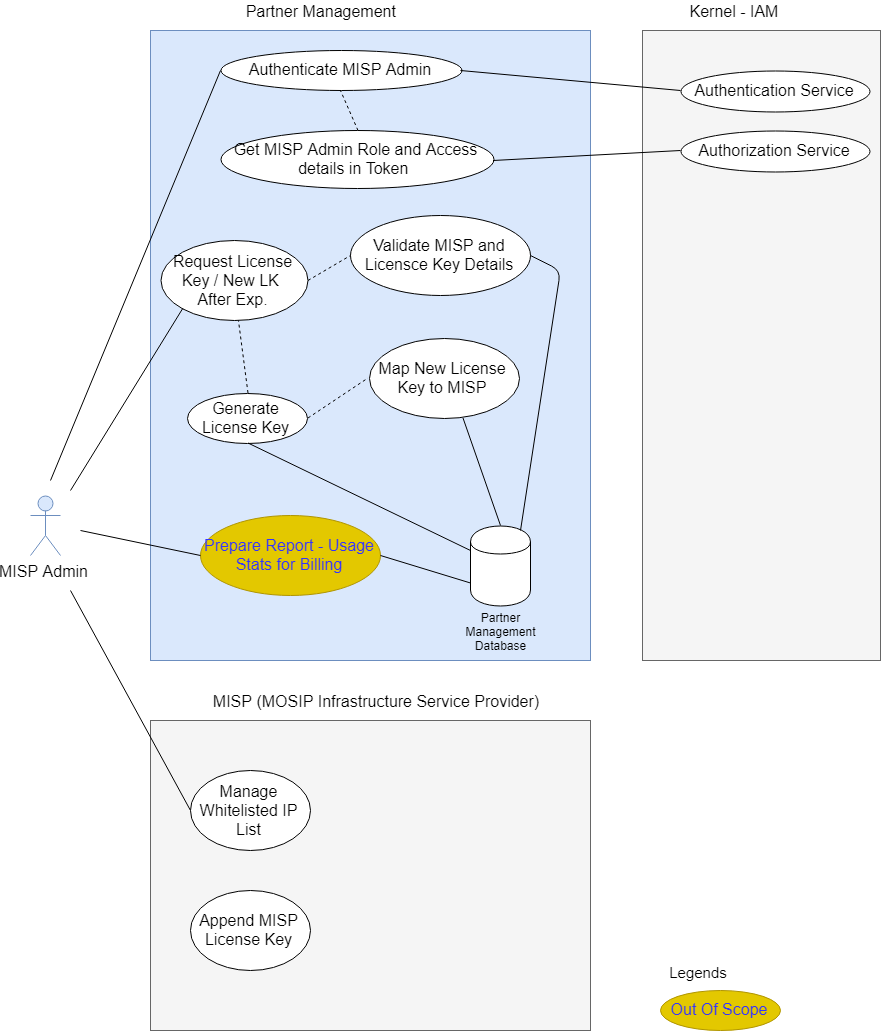 Partner Management
Kernel - IAM
Authenticate MISP Admin
Authentication Service
Get MISP Admin Role and Access
details in Token
Authorization Service
Validate MISP and
Licensce Key Details
Request License
Key / New LK
After Exp.
Map New License
Key to MISP
Generate
License Key
Prepare Report - Usage
Stats for Billing
MISP Admin
Partner
Management
Database
MISP (MOSIP Infrastructure Service Provider)
Manage
Whitelisted IP
List
Append MISP
License Key
Legends
Out Of Scope